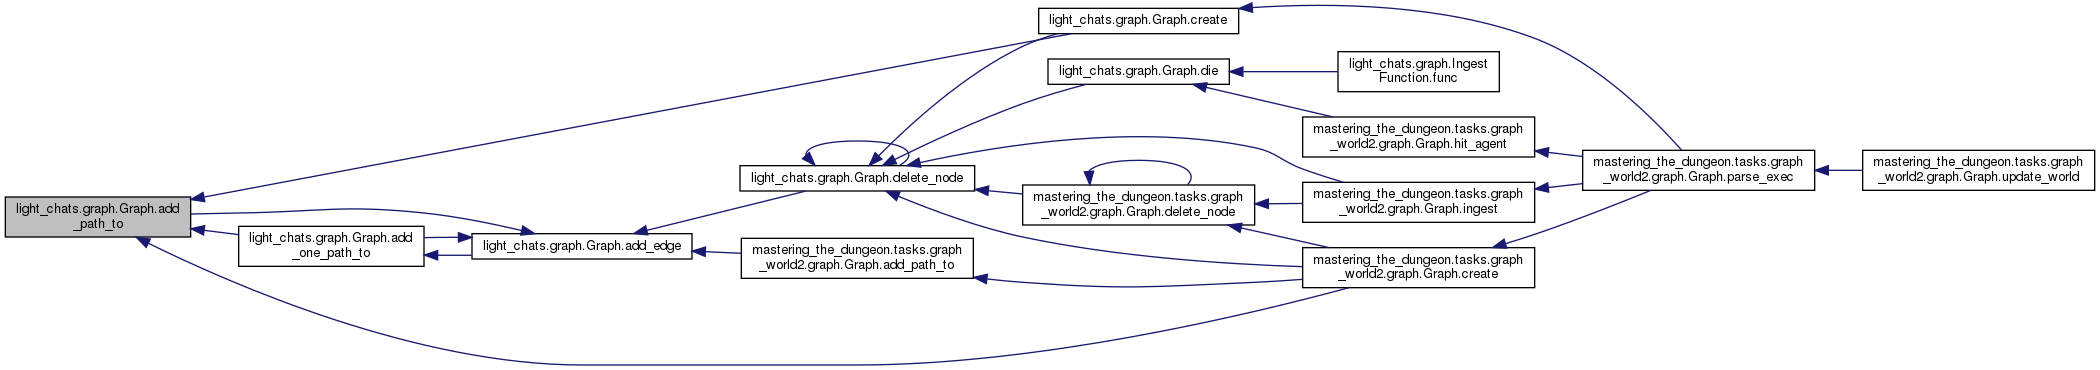 light_chats.graph.Graph.add
_path_to
light_chats.graph.Graph.add
_one_path_to
light_chats.graph.Graph.add_edge
light_chats.graph.Graph.delete_node
mastering_the_dungeon.tasks.graph
_world2.graph.Graph.add_path_to
light_chats.graph.Graph.create
light_chats.graph.Graph.die
mastering_the_dungeon.tasks.graph
_world2.graph.Graph.delete_node
light_chats.graph.Ingest
Function.func
mastering_the_dungeon.tasks.graph
_world2.graph.Graph.hit_agent
mastering_the_dungeon.tasks.graph
_world2.graph.Graph.ingest
mastering_the_dungeon.tasks.graph
_world2.graph.Graph.create
mastering_the_dungeon.tasks.graph
_world2.graph.Graph.parse_exec
mastering_the_dungeon.tasks.graph
_world2.graph.Graph.update_world